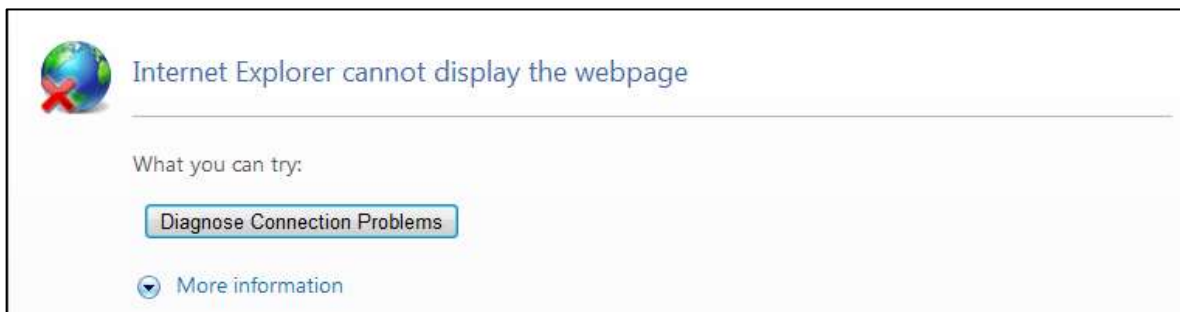 Internet Explorer cannot display the webpage
What you can try:
Diagnose Connection Problems
More information